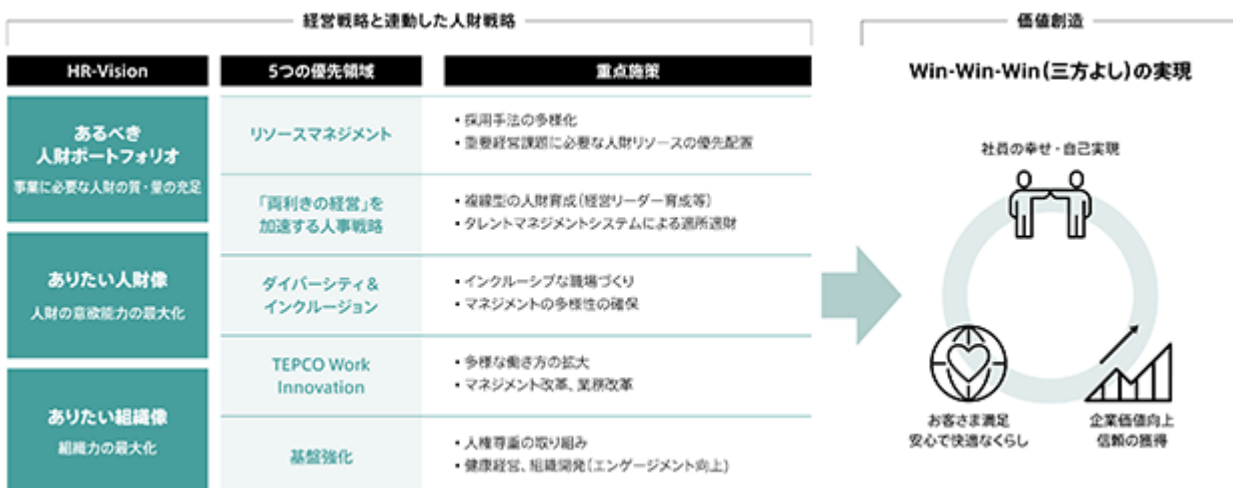 経営戦略と連動した人財戦略
価値創造
HR-Vision
5つの優先領域
重点施策
Win-Win-Win(三方よし)の実現
あるべき
人財ポートフォリオ
事業に必要な人財の質・量の充足
ありたい人財像
人財の意欲能力の最大化
ありたい組織像
組織力の最大化
リソースマネジメント
• 採用手法の多様化
• 重要経営課題に必要な人財リソースの優先配置
「両利きの経営」を
加速する人事戦略
• 複線型の人財育成(経営リーダー育成等)
• タレントマネジメントシステムによる適所適財
ダイバーシティ&
インクルージョン
• インクルーシブな職場づくり
• マネジメントの多様性の確保
TEPCO Work
Innovation
• 多様な働き方の拡大
• マネジメント改革、業務改革
基盤強化
• 人権尊重の取り組み
• 健康経営、組織開発(エンゲージメント向上)
社員の幸せ・自己実現
お客さま満足
安心で快適なくらし
企業価値向上
信頼の獲得